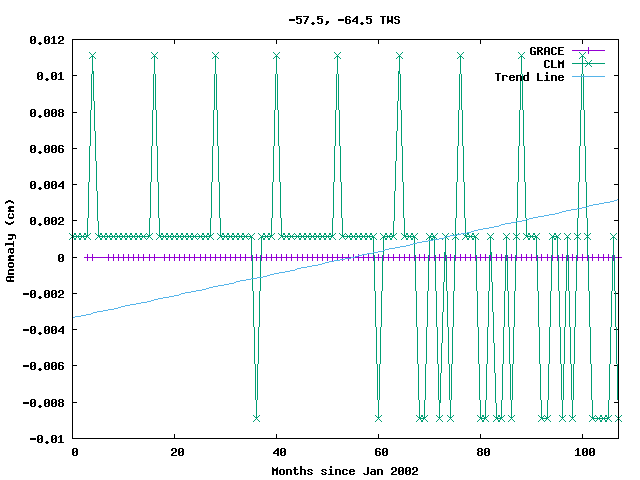 -57.5, -64.5 TWS
0.012
0.01
0.008
0.006
0.004
0.002
0
-0.002
-0.004
-0.006
-0.008
-0.01
Anomaly (cm)
GRACE
CLM
Trend Line
0 20 40 60 80 100
Months since Jan 2002